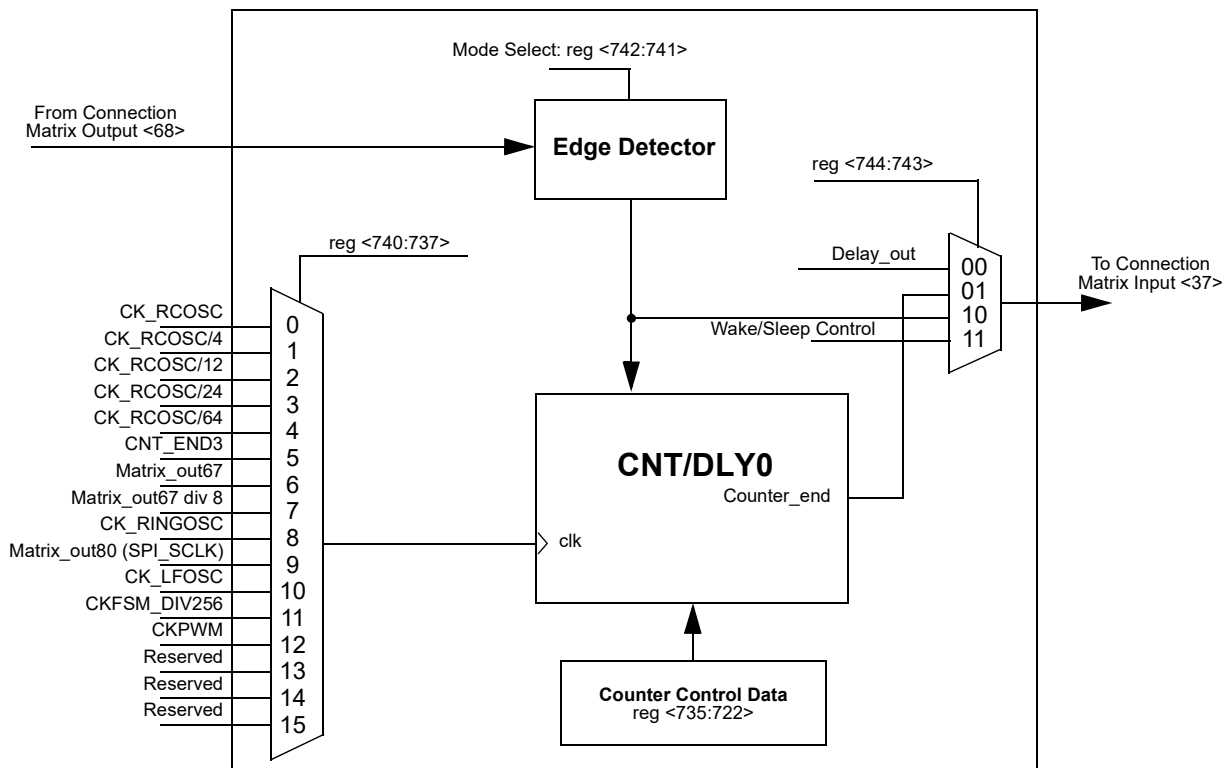 Mode Select: reg <742:741>
From Connection
Matrix Output <68>
Edge Detector
reg <744:743>
reg <740:737>
Delay_out
00
01
10
11
To Connection
Matrix Input <37>
Wake/Sleep Control
CK_RCOSC
0
CK_RCOSC/4
1
CK_RCOSC/12
2
CK_RCOSC/24
3
CK_RCOSC/64
4
CNT_END3
5
Matrix_out67
6
Matrix_out67 div 8
7
CK_RINGOSC
8
Matrix_out80 (SPI_SCLK)
9
CK_LFOSC
10
CKFSM_DIV256
11
CKPWM
12
Reserved
13
Reserved
14
Reserved
15
CNT/DLY0
Counter_end
clk
Counter Control Data
reg <735:722>